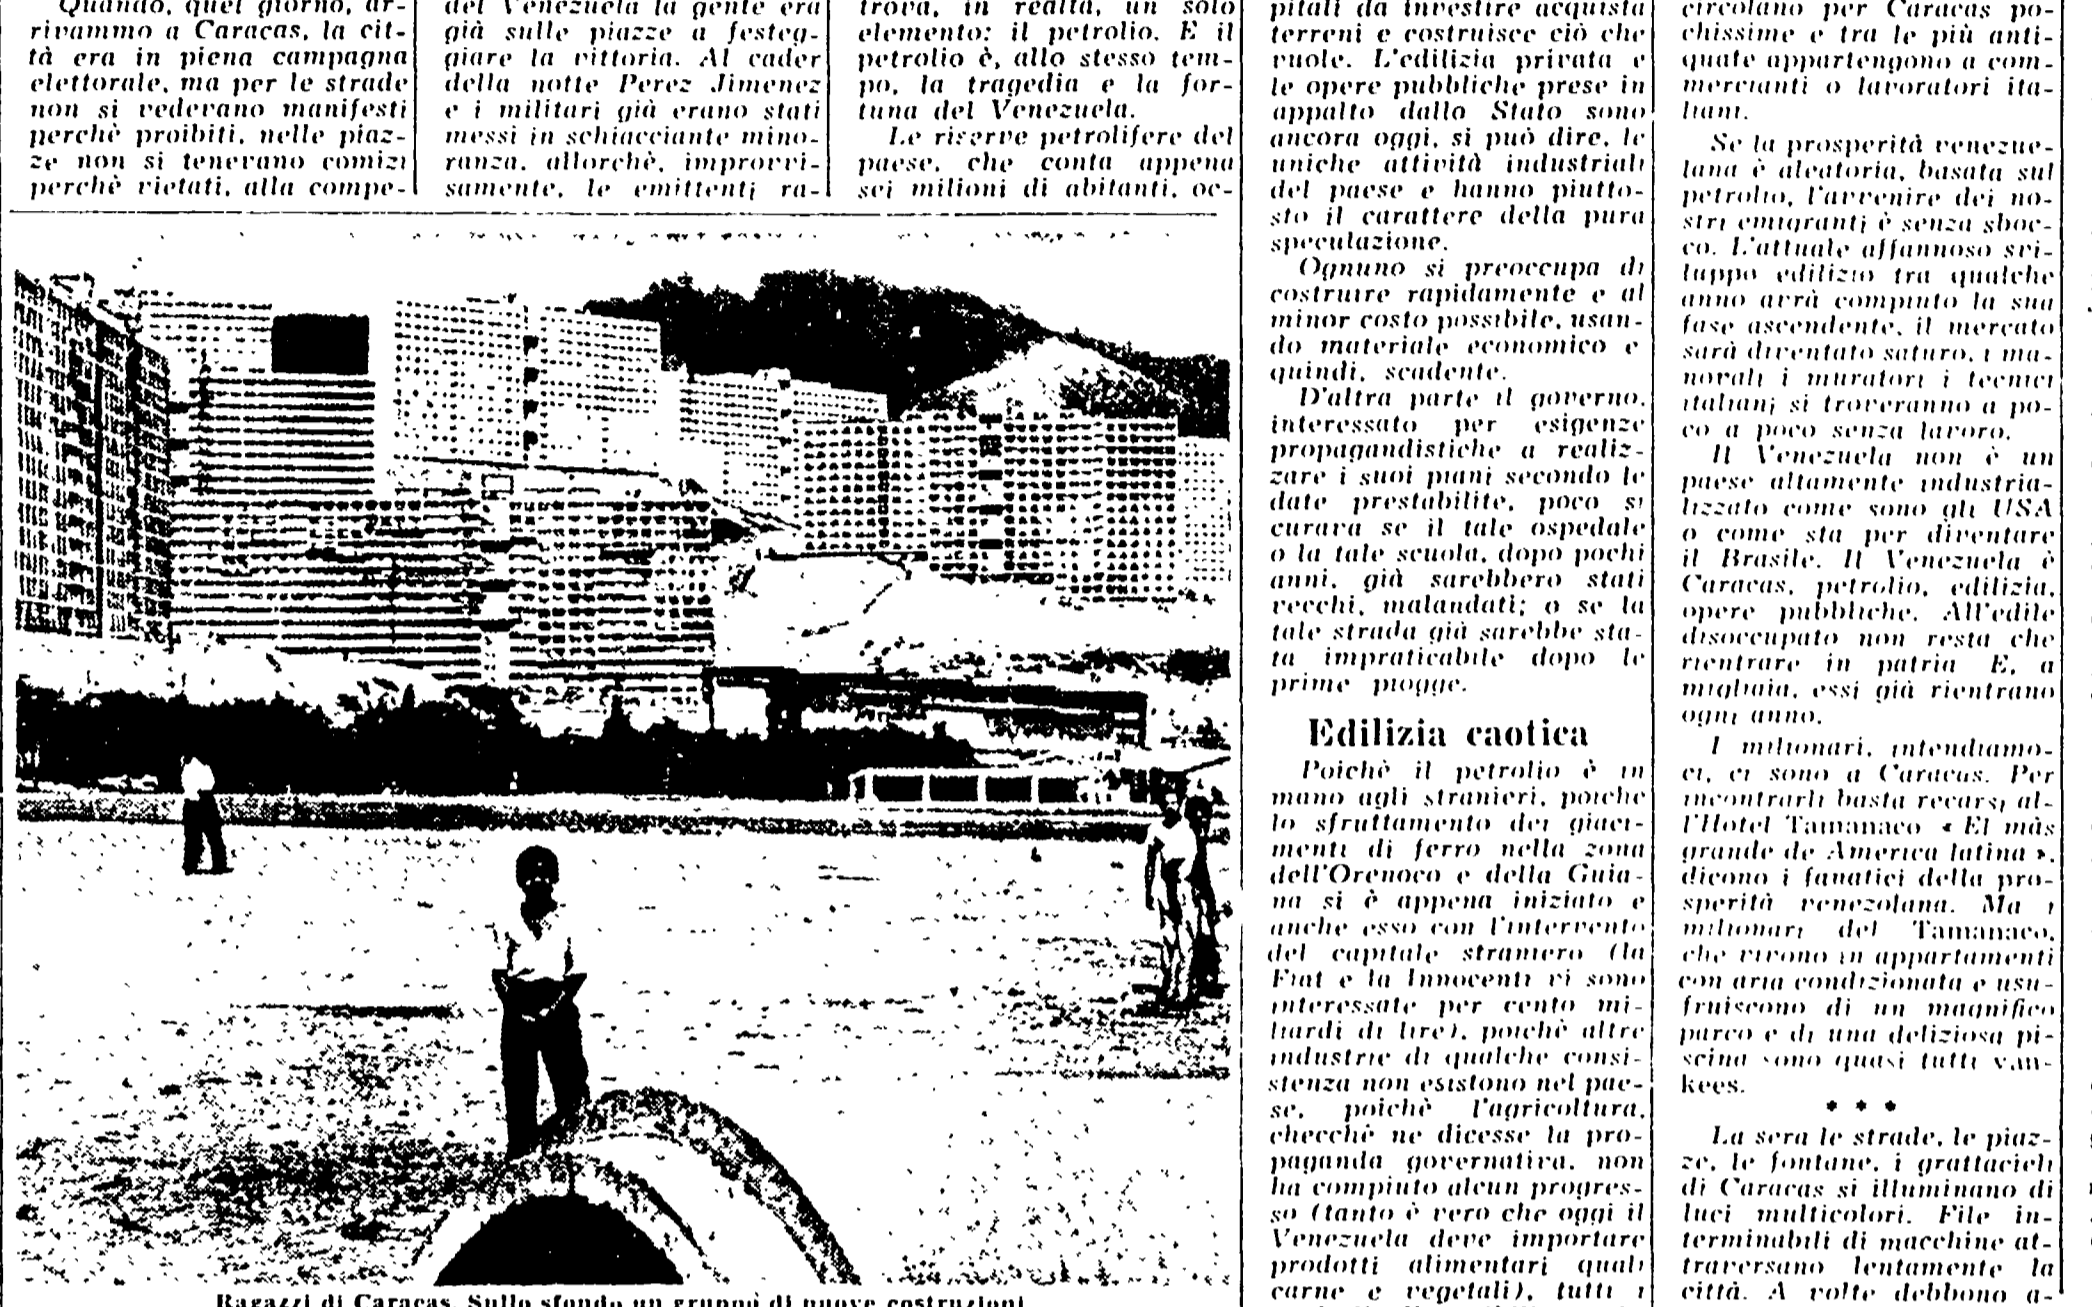 Quando, quel giorno, ar-
rivammo a Caracas, la cit-
tà era in piena campagna
elettorale, ma per le strade
non si vedevano manifesti
perchè proibiti, nelle piaz-
ze non si tenevano comizi
perchè vietati, alla compe-
del Venezuela la gente era
già sulle piazze a festeg-
giare la vittoria. Al cader
della notte Perez Jimenez
e i militari già erano stati
messi in schiacciante mino-
ranza, allorchè, improvvi-
samente, le emittenti ra-
trova, in realtà, un solo
elemento: il petrolio. E il
petrolio è, allo stesso tem-
po, la tragedia e la for-
tuna del Venezuela.
Le riserve petrolifere del
paese, che conta appena
sei milioni di abitanti, oc-
Ragazzi di Caracas. Sullo sfondo un gruppo di nuove costruzioni
pitali da investire acquista
terreni e costruisce ciò che
vuole. L'edilizia privata e
le opere pubbliche prese in
appalto dallo Stato sono
ancora oggi, si può dire, le
uniche attività industriali
del paese e hanno piutto-
sto il carattere della pura
speculazione.
Ognuno si preoccupa di
costruire rapidamente e al
minor costo possibile, usan-
do materiale economico e
quindi, scadente.
D'altra parte il governo,
interessato per esigenze
propagandistiche a realiz-
zare i suoi piani secondo le
date prestabilite, poco si
curava se il tale ospedale
o la tale scuola, dopo pochi
anni, già sarebbero stati
vecchi, malandati; o se la
tale strada già sarebbe sta-
ta impraticabile dopo le
prime piogge.
Edilizia caotica
Poichè il petrolio è in
mano agli stranieri, poichè
lo sfruttamento dei giaci-
menti di ferro nella zona
dell'Orenoco e della Guia-
na si è appena iniziato e
anche esso con l'intervento
del capitale straniero (la
Fiat e la Innocenti vi sono
interessate per cento mi-
liardi di lire), poichè altre
industrie di qualche consi-
stenza non esistono nel pae-
se, poichè l'agricoltura,
checchè ne dicesse la pro-
paganda governativa, non
ha compiuto alcun progres-
so (tanto è vero che oggi il
Venezuela deve importare
prodotti alimentari quali
carne e vegetali), tutti i
circolano per Caracas po-
chissime e tra le più anti-
quate appartengono a com-
mercianti o lavoratori ita-
liani.
Se la prosperità venezue-
lana è aleatoria, basata sul
petrolio, l'avvenire dei no-
stri emigranti è senza sboc-
co. L'attuale affannoso svi-
luppo edilizio tra qualche
anno avrà compiuto la sua
fase ascendente, il mercato
sarà diventato saturo, i ma-
novali i muratori i tecnici
italiani si troveranno a po-
co a poco senza lavoro.
Il Venezuela non è un
paese altamente industria-
lizzato come sono gli USA
o come sta per diventare
il Brasile. Il Venezuela è
Caracas, petrolio, edilizia,
opere pubbliche. All'edile
disoccupato non resta che
rientrare in patria E, a
migliaia, essi già rientrano
ogni anno.
I milionari, intendiamo-
ci, ci sono a Caracas. Per
incontrarli basta recarsi al-
l'Hotel Tamanaco « El màs
grande de America latina »,
dicono i fanatici della pro-
sperità venezolana. Ma i
milionari del Tamanaco,
che vivono in appartamenti
con aria condizionata e usu-
fruiscono di un magnifico
parco e di una deliziosa pi-
scina sono quasi tutti yan-
kees.
* * *
La sera le strade, le piaz-
ze, le fontane, i grattacieli
di Caracas si illuminano di
luci multicolori. File in-
terminabili di macchine at-
traversano lentamente la
città. A volte debbono a-